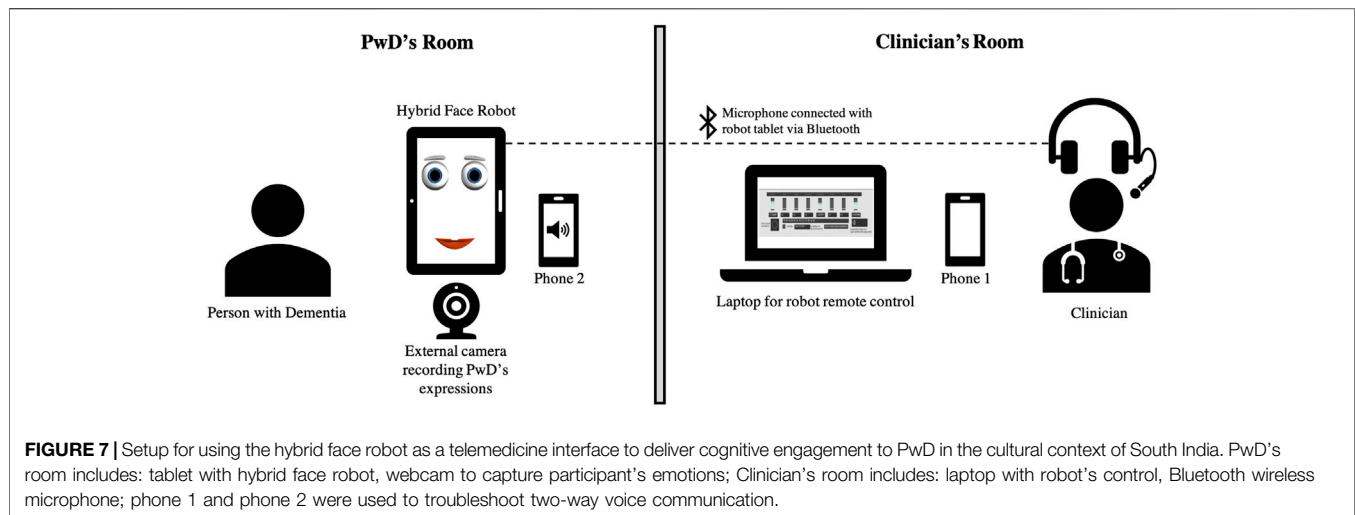 PwD's Room
Clinician's Room
Hybrid Face Robot
Microphone connected with
robot tablet via Bluetooth
Phone 2
Person with Dementia
External camera
recording PwD's
expressions
Phone 1
Laptop for robot remote control
Clinician
FIGURE 7 | Setup for using the hybrid face robot as a telemedicine interface to deliver cognitive engagement to PwD in the cultural context of South India. PwD's
room includes: tablet with hybrid face robot, webcam to capture participant's emotions; Clinician's room includes: laptop with robot's control, Bluetooth wireless
microphone; phone 1 and phone 2 were used to troubleshoot two-way voice communication.